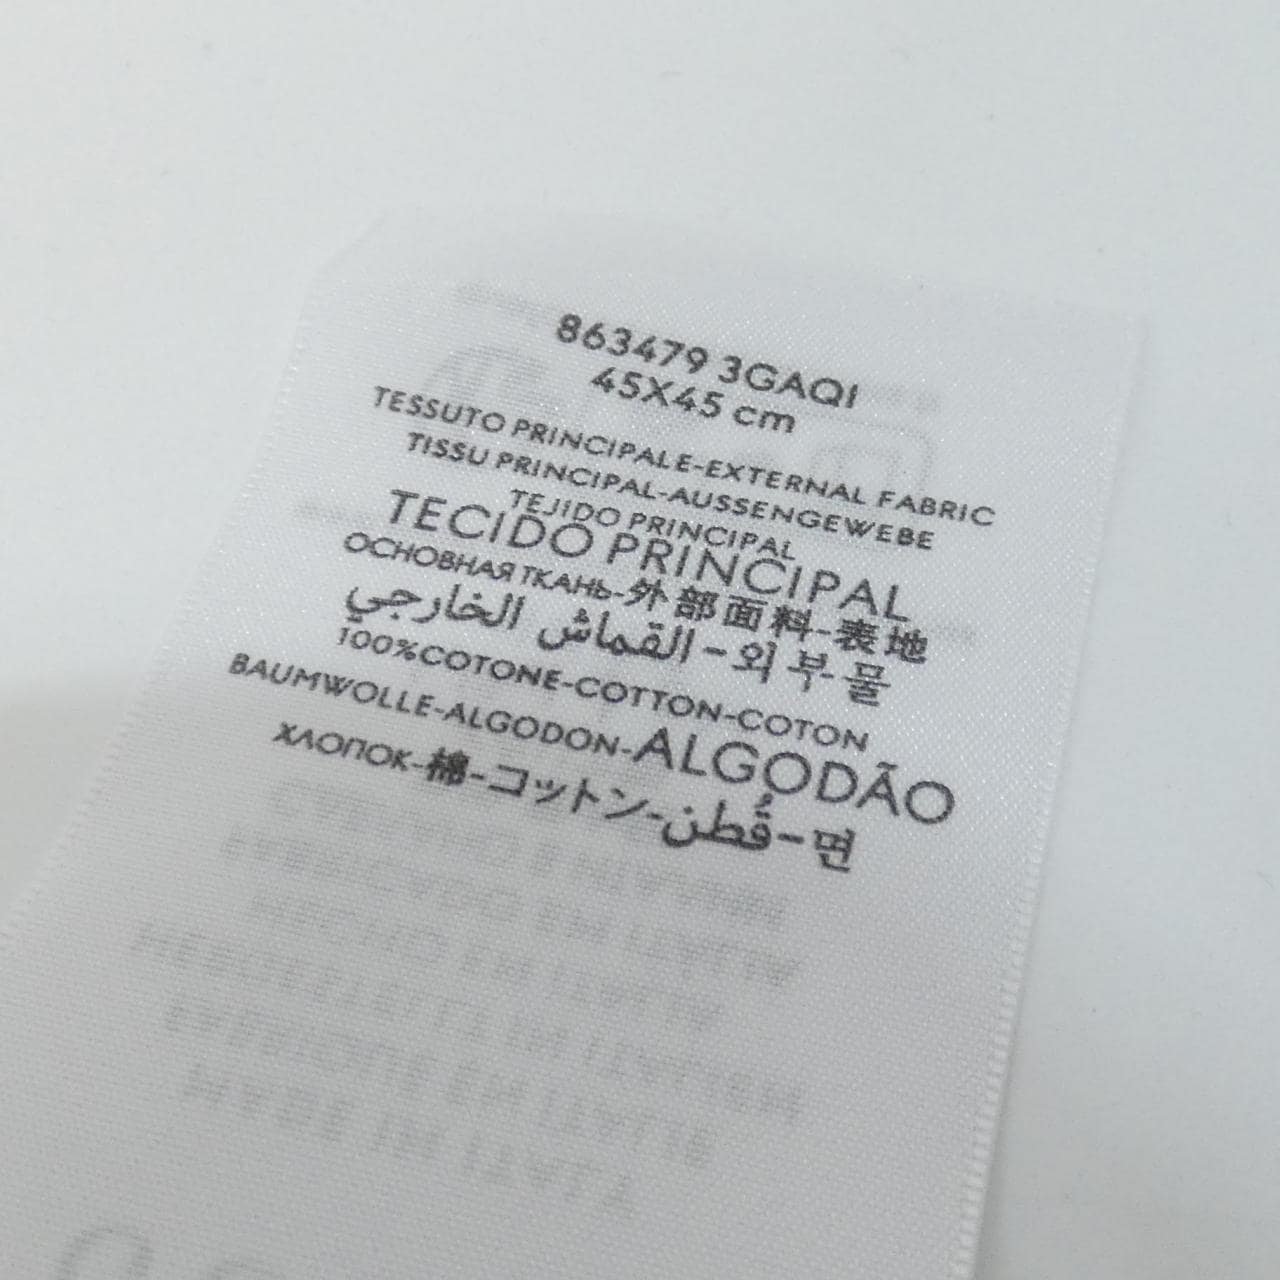 863479 3GAQI
45X45 cm
TESSUTO PRINCIPALE-EXTERNAL FABRIC
TISSU PRINCIPAL-AUSSENGEWEBE
TEJIDO PRINCIPAL
TECIDO PRINCIPAL
ОСНОВНАЯ ТКАНЬ-外部面料-表地
القماش الخارجي-외부물
100%COTONE-COTTON-COTON
BAUMWOLLE-ALGODON-ALGODÃO
ХЛОПОК-棉-コットン-قُطن-면